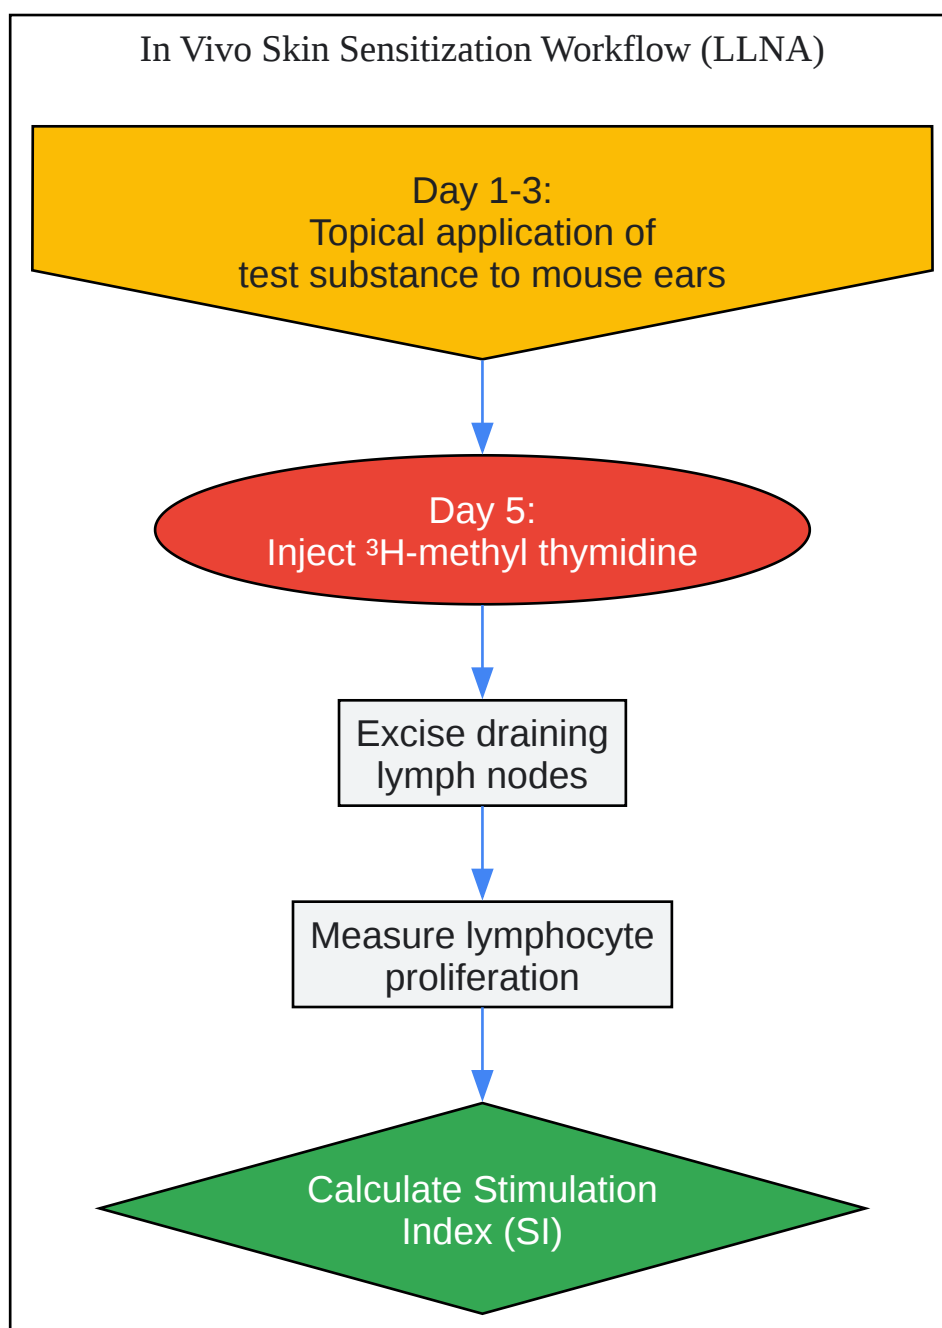 In Vivo Skin Sensitization Workflow (LLNA)
Day 1-3:
Topical application of
test substance to mouse ears
Day 5:
Inject ³H-methyl thymidine
Excise draining
lymph nodes
Measure lymphocyte
proliferation
Calculate Stimulation
Index (SI)